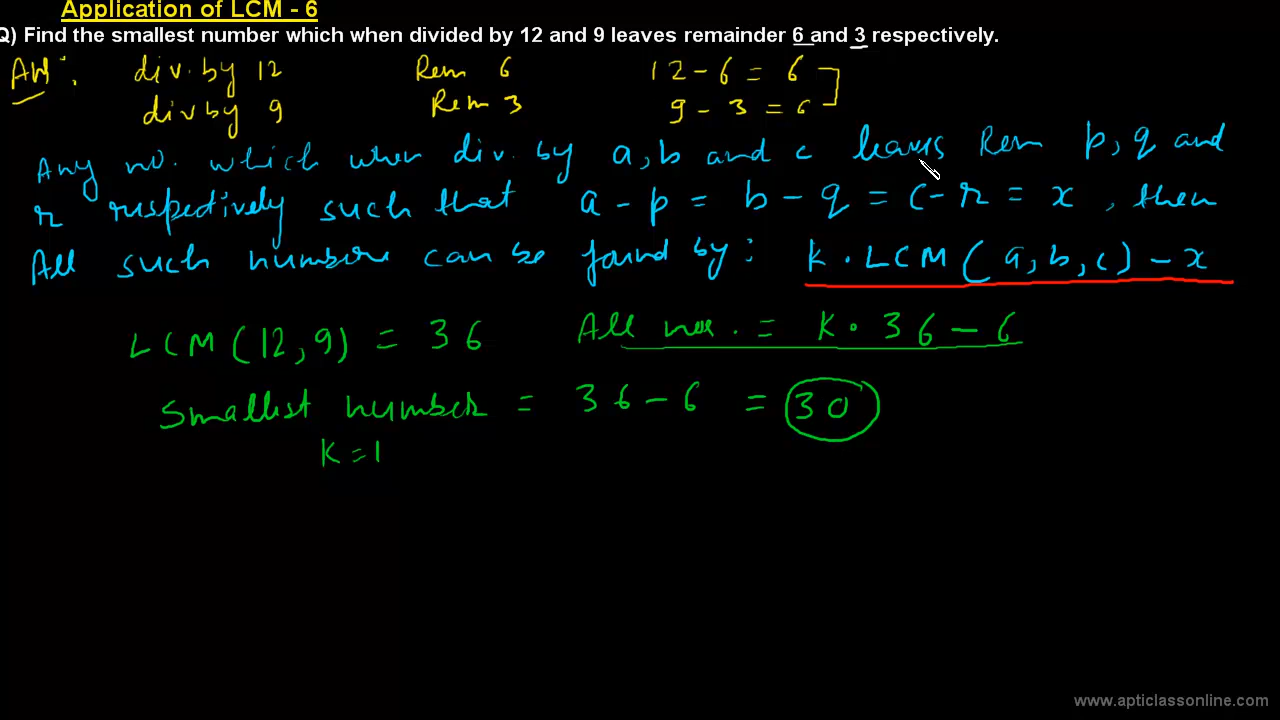 Application of LCM - 6
Q) Find the smallest number which when divided by 12 and 9 leaves remainder 6 and 3 respectively.
Ans: div. by 12 Rem 6 12 - 6 = 6
div by 9 Rem 3 9 - 3 = 6
Any no. which when div. by a, b and c leaves Rem p, q and
r respectively such that a - p = b - q = c - r = x , then
All such numbers can be found by: K . LCM ( a, b, c ) - x
LCM ( 12, 9 ) = 36 All nos. = K . 36 - 6
Smallest number = 36 - 6 = 30
K = 1
www.apticlassonline.com